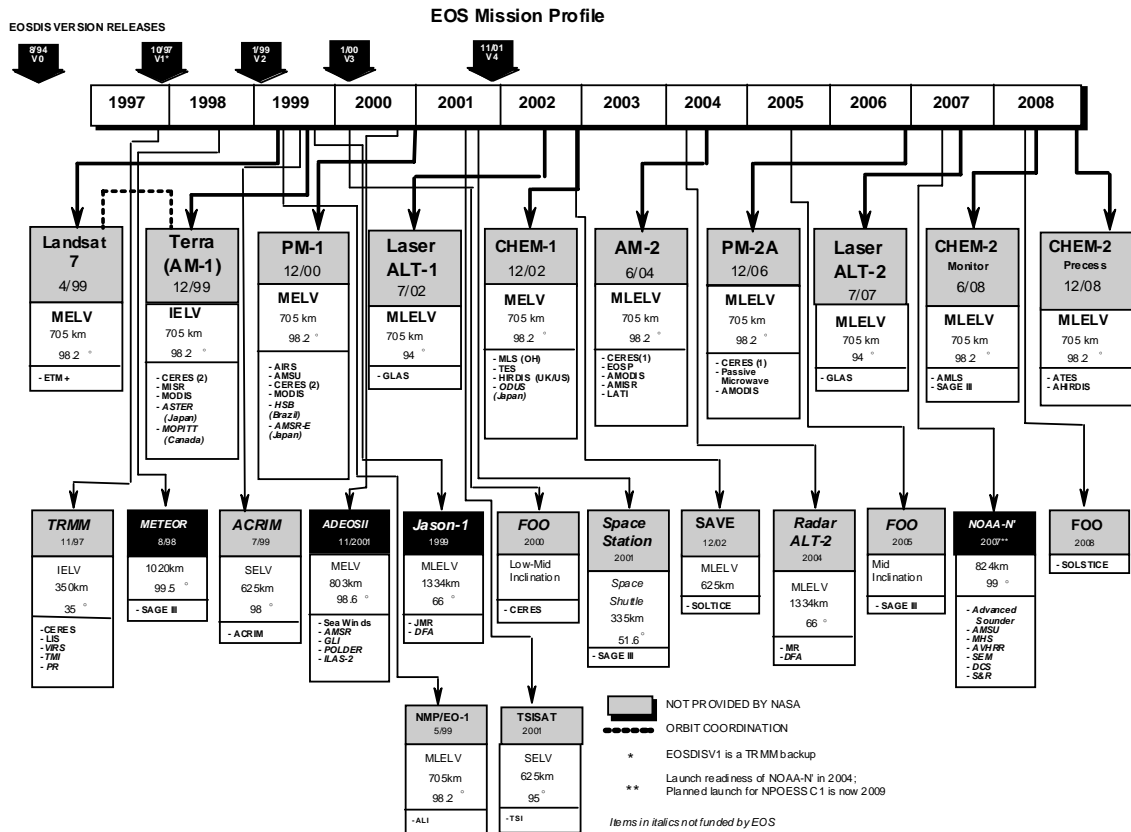 EOS Mission Profile
EOSDIS VERSION RELEASES
8/94
V0
10/97
V1*
1/99
V2
1/00
V3
11/01
V4
1997 1998 1999 2000 2001 2002 2003 2004 2005 2006 2007 2008
Landsat
7
4/99
MELV
705 km
98.2 °
- ETM+
Terra
(AM-1)
12/99
IELV
705 km
98.2 °
- CERES (2)
- MISR
- MODIS
- ASTER
(Japan)
- MOPITT
(Canada)
PM-1
12/00
MELV
705 km
98.2 °
- AIRS
- AMSU
- CERES (2)
- MODIS
- HSB
(Brazil)
- AMSR-E
(Japan)
Laser
ALT-1
7/02
MLELV
705 km
94 °
- GLAS
CHEM-1
12/02
MELV
705 km
98.2 °
- MLS (OH)
- TES
- HIRDIS (UK/US)
- ODUS
(Japan)
AM-2
6/04
MLELV
705 km
98.2 °
- CERES(1)
- EOSP
- AMODIS
- AMISR
- LATI
PM-2A
12/06
MLELV
705 km
98.2 °
- CERES (1)
- Passive
Microwave
- AMODIS
Laser
ALT-2
7/07
MLELV
705 km
94 °
- GLAS
CHEM-2
Monitor
6/08
MLELV
705 km
98.2 °
- AMLS
- SAGE III
CHEM-2
Precess
12/08
MLELV
705 km
98.2 °
- ATES
- AHIRDIS
TRMM
11/97
IELV
350km
35 °
-CERES
- LIS
- VIRS
- TMI
- PR
METEOR
8/98
1020km
99.5 °
- SAGE III
ACRIM
7/99
SELV
625km
98 °
- ACRIM
ADEOSII
11/2001
MELV
803km
98.6 °
- Sea Winds
- AMSR
- GLI
- POLDER
- ILAS-2
Jason-1
1999
MLELV
1334km
66 °
- JMR
- DFA
FOO
2000
Low-Mid
Inclination
- CERES
Space
Station
2001
Space
Shuttle
335km
51.6 °
- SAGE III
SAVE
12/02
MLELV
625km
- SOLTICE
Radar
ALT-2
2004
MLELV
1334km
66 °
- MR
- DFA
FOO
2005
Mid
Inclination
- SAGE III
NOAA-N'
2007**
824km
99 °
- Advanced
Sounder
- AMSU
- MHS
- AVHRR
- SEM
- DCS
- S&R
FOO
2008
- SOLSTICE
NMP/EO-1
5/99
MLELV
705km
98.2 °
-ALI
TSISAT
2001
SELV
625km
95 °
-TSI
NOT PROVIDED BY NASA
ORBIT COORDINATION
* EOSDISV1 is a TRMM backup
** Launch readiness of NOAA-N' in 2004;
Planned launch for NPOESS C1 is now 2009
Items in italics not funded by EOS